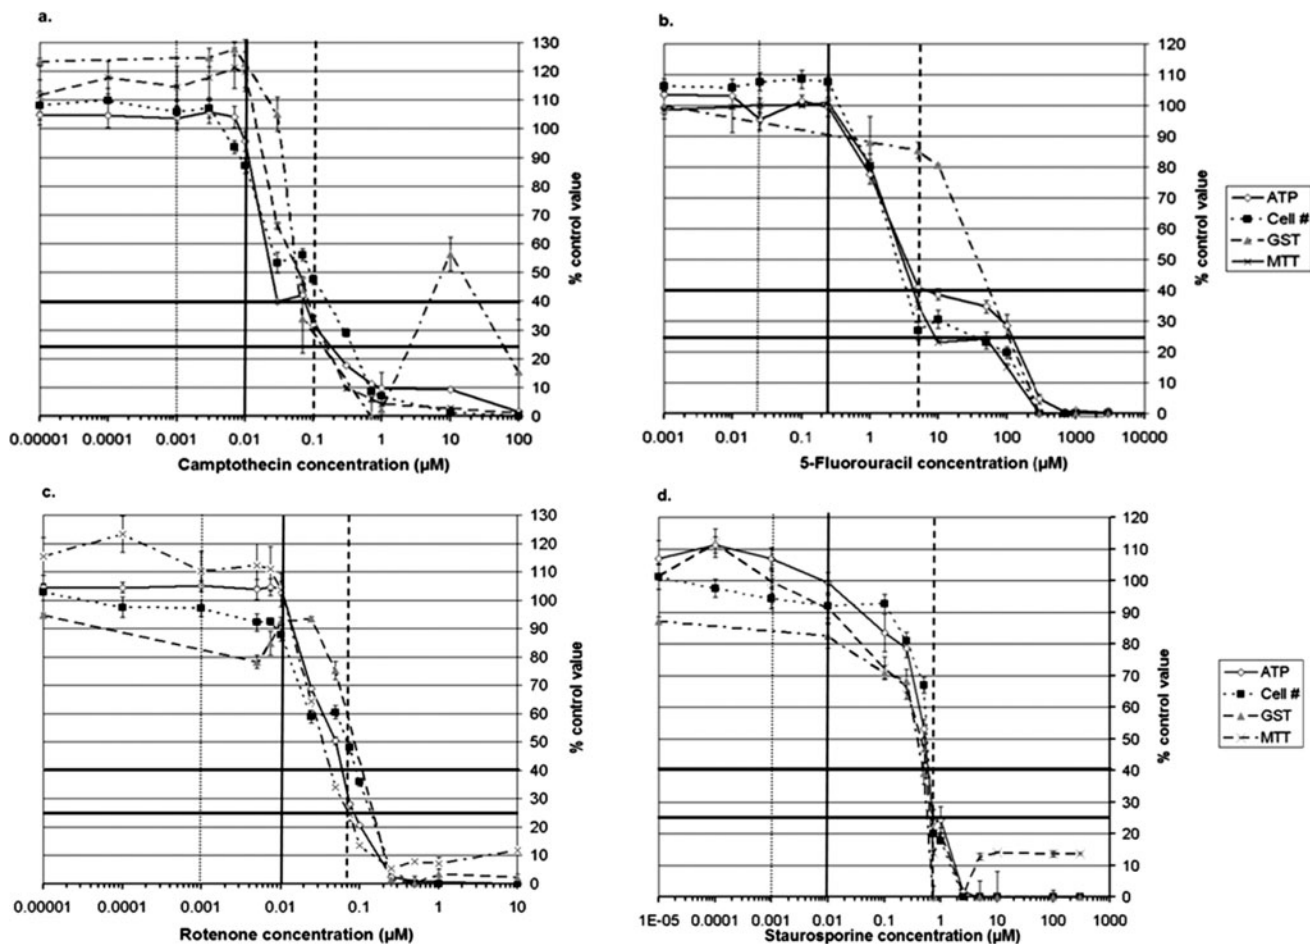 a.
130
120
110
100
90
80
70
60
50
40
30
20
10
0
% control value
0.00001 0.0001 0.001 0.01 0.1 1 10 100
Camptothecin concentration (µM)
b.
120
110
100
90
80
70
60
50
40
30
20
10
0
% control value
0.001 0.01 0.1 1 10 100 1000 10000
5-Fluorouracil concentration (µM)
ATP
Cell #
GST
MTT
c.
130
120
110
100
90
80
70
60
50
40
30
20
10
0
% control value
0.00001 0.0001 0.001 0.01 0.1 1 10
Rotenone concentration (µM)
d.
120
110
100
90
80
70
60
50
40
30
20
10
0
% control value
1E-05 0.0001 0.001 0.01 0.1 1 10 100 1000
Staurosporine concentration (µM)
ATP
Cell #
GST
MTT